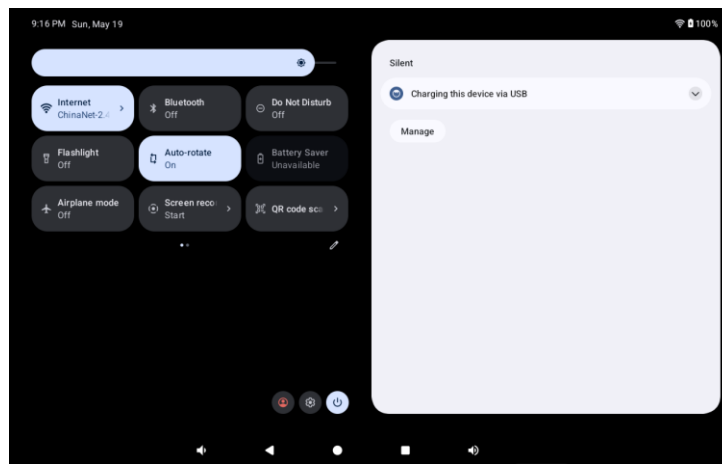 9:16 PM Sun, May 19
100%
Internet
ChinaNet-2.4
Bluetooth
Off
Do Not Disturb
Off
Flashlight
Off
Auto-rotate
On
Battery Saver
Unavailable
Airplane mode
Off
Screen reco
Start
QR code sca
Silent
Charging this device via USB
Manage